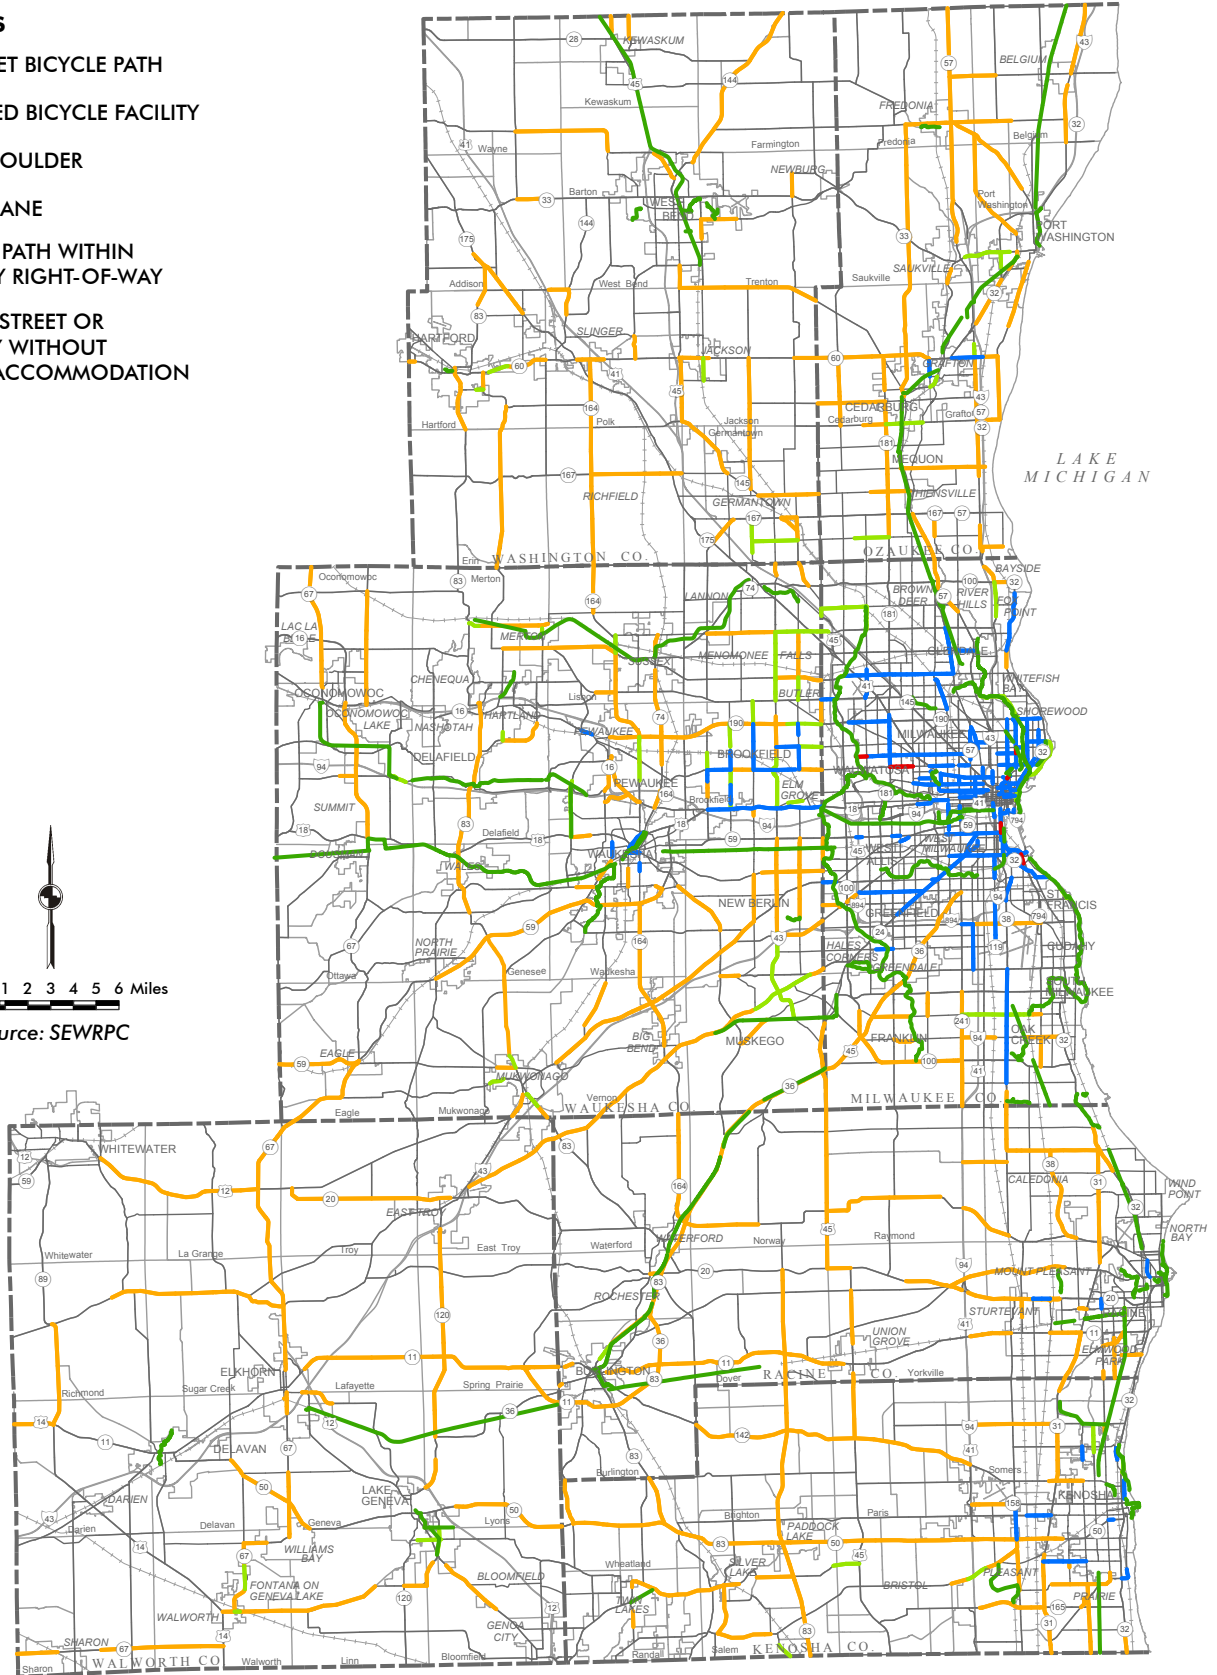 S
ET BICYCLE PATH
ED BICYCLE FACILITY
OULDER
ANE
PATH WITHIN
Y RIGHT-OF-WAY
STREET OR
Y WITHOUT
ACCOMMODATION
1 2 3 4 5 6 Miles
urce: SEWRPC
LAKE
MICHIGAN
KEWASKUM
Kewaskum
Wayne
Barton
Farmington
NEWBURG
BELGIUM
FREDONIA
Fredonia
Belgium
Port
Washington
PORT
WASHINGTON
SAUKVILLE
Saukville
Addison
West Bend
Trenton
HARTFORD
SLINGER
JACKSON
GRAFTON
CEDARBURG
Cedarburg
Grafton
Hartford
Polk
Jackson
Germantown
MEQUON
RICHFIELD
GERMANTOWN
THIENSVILLE
Erin
WASHINGTON CO.
OZAUKEE CO.
Oconomowoc
Merton
LANNON
BAYSIDE
BROWN
DEER
RIVER
HILLS
FOX
POINT
LAC LA
MERTON
SUSSEX
MENOMONEE FALLS
GLENDALE
WHITEFISH
BAY
CHENEQUA
Lisbon
BUTLER
OCONOMOWOC
OCONOMOWOC
LAKE
NASHOTAH
HARTLAND
PEWAUKEE
SHOREWOOD
MILWAUKEE
DELAFIELD
BROOKFIELD
WAUWATOSA
PEWAUKEE
ELM
GROVE
Brookfield
SUMMIT
Delafield
DOUSMAN
WALES
WAUKESHA
WEST
ALLIS
WEST
MILWAUKEE
NEW BERLIN
GREENFIELD
ST.
FRANCIS
NORTH
PRAIRIE
HALES
CORNERS
GREENDALE
CUDAHY
Ottawa
Genesee
Waukesha
SOUTH
MILWAUKEE
BIG
BEND
MUSKEGO
FRANKLIN
OAK
CREEK
EAGLE
MUKWONAGO
Eagle
Mukwonago
Vernon
WAUKESHA CO.
MILWAUKEE CO.
WHITEWATER
CALEDONIA
WIND
POINT
NORTH
BAY
EAST TROY
Whitewater
La Grange
Troy
East Troy
Waterford
WATERFORD
Norway
Raymond
MOUNT PLEASANT
ROCHESTER
STURTEVANT
RACINE
UNION
GROVE
ELMWOOD
PARK
ELKHORN
BURLINGTON
Dover
RACINE CO.
Yorkville
Richmond
Sugar Creek
Lafayette
Spring Prairie
DELAVAN
Burlington
Somers
LAKE
GENEVA
KENOSHA
DARIEN
Darien
Delavan
Geneva
Lyons
Brighton
Paris
WILLIAMS
BAY
PADDOCK
LAKE
Wheatland
SILVER
LAKE
PLEASANT
PRAIRIE
FONTANA ON
GENEVA LAKE
BLOOMFIELD
BRISTOL
WALWORTH
TWIN
LAKES
GENOA
CITY
SHARON
Sharon
WALWORTH CO.
Walworth
Linn
Bloomfield
Randall
Salem
KENOSHA CO.